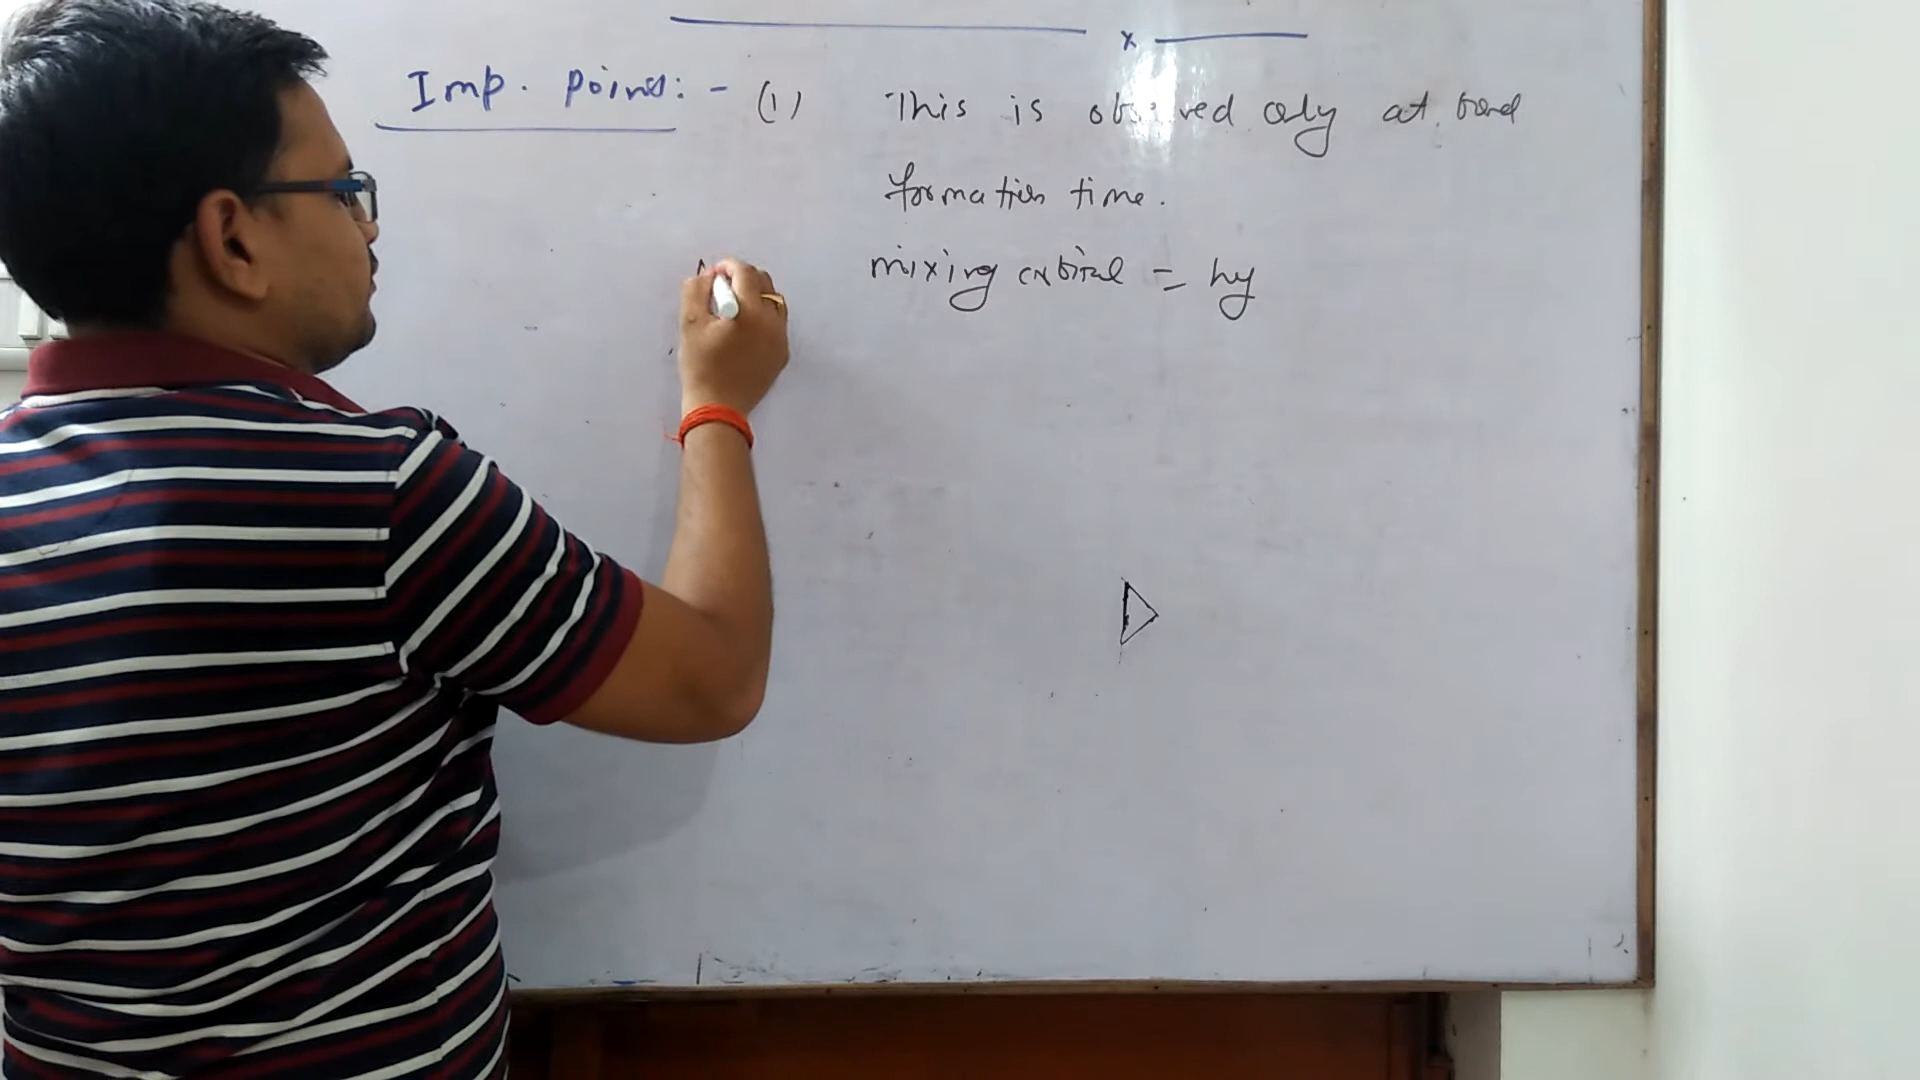 x
Imp. Points:- (1) This is observed only at bond
formation time.
mixing orbital = hy